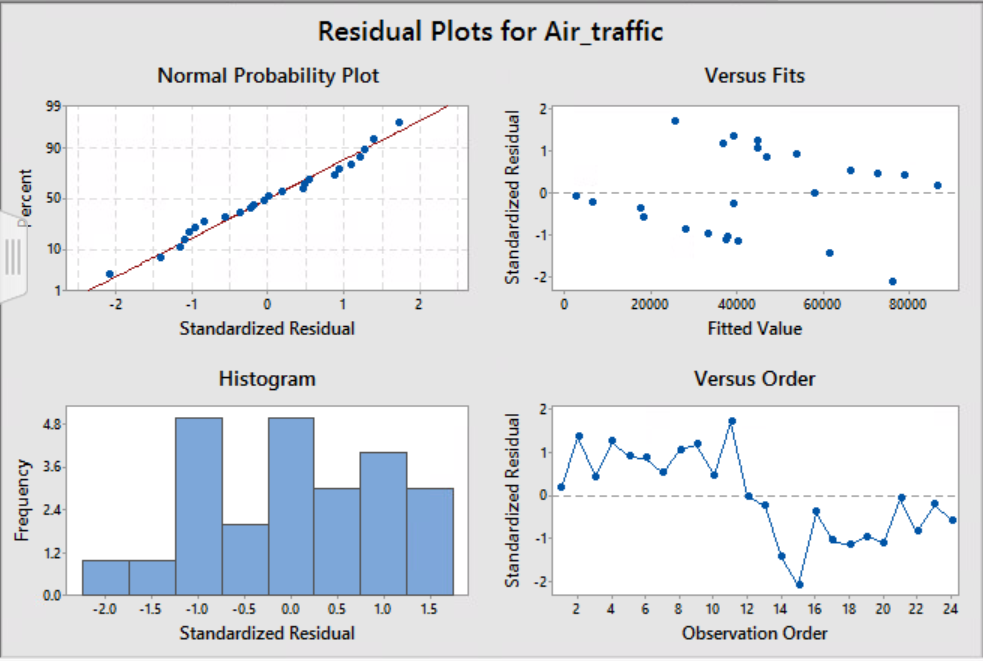 Residual Plots for Air_traffic
Normal Probability Plot
99
90
50
10
1
percent
-2 -1 0 1 2
Standardized Residual
Versus Fits
2
1
0
-1
-2
Standardized Residual
0 20000 40000 60000 80000
Fitted Value
Histogram
4.8
3.6
2.4
1.2
0.0
Frequency
-2.0 -1.5 -1.0 -0.5 0.0 0.5 1.0 1.5
Standardized Residual
Versus Order
2
1
0
-1
-2
Standardized Residual
2 4 6 8 10 12 14 16 18 20 22 24
Observation Order